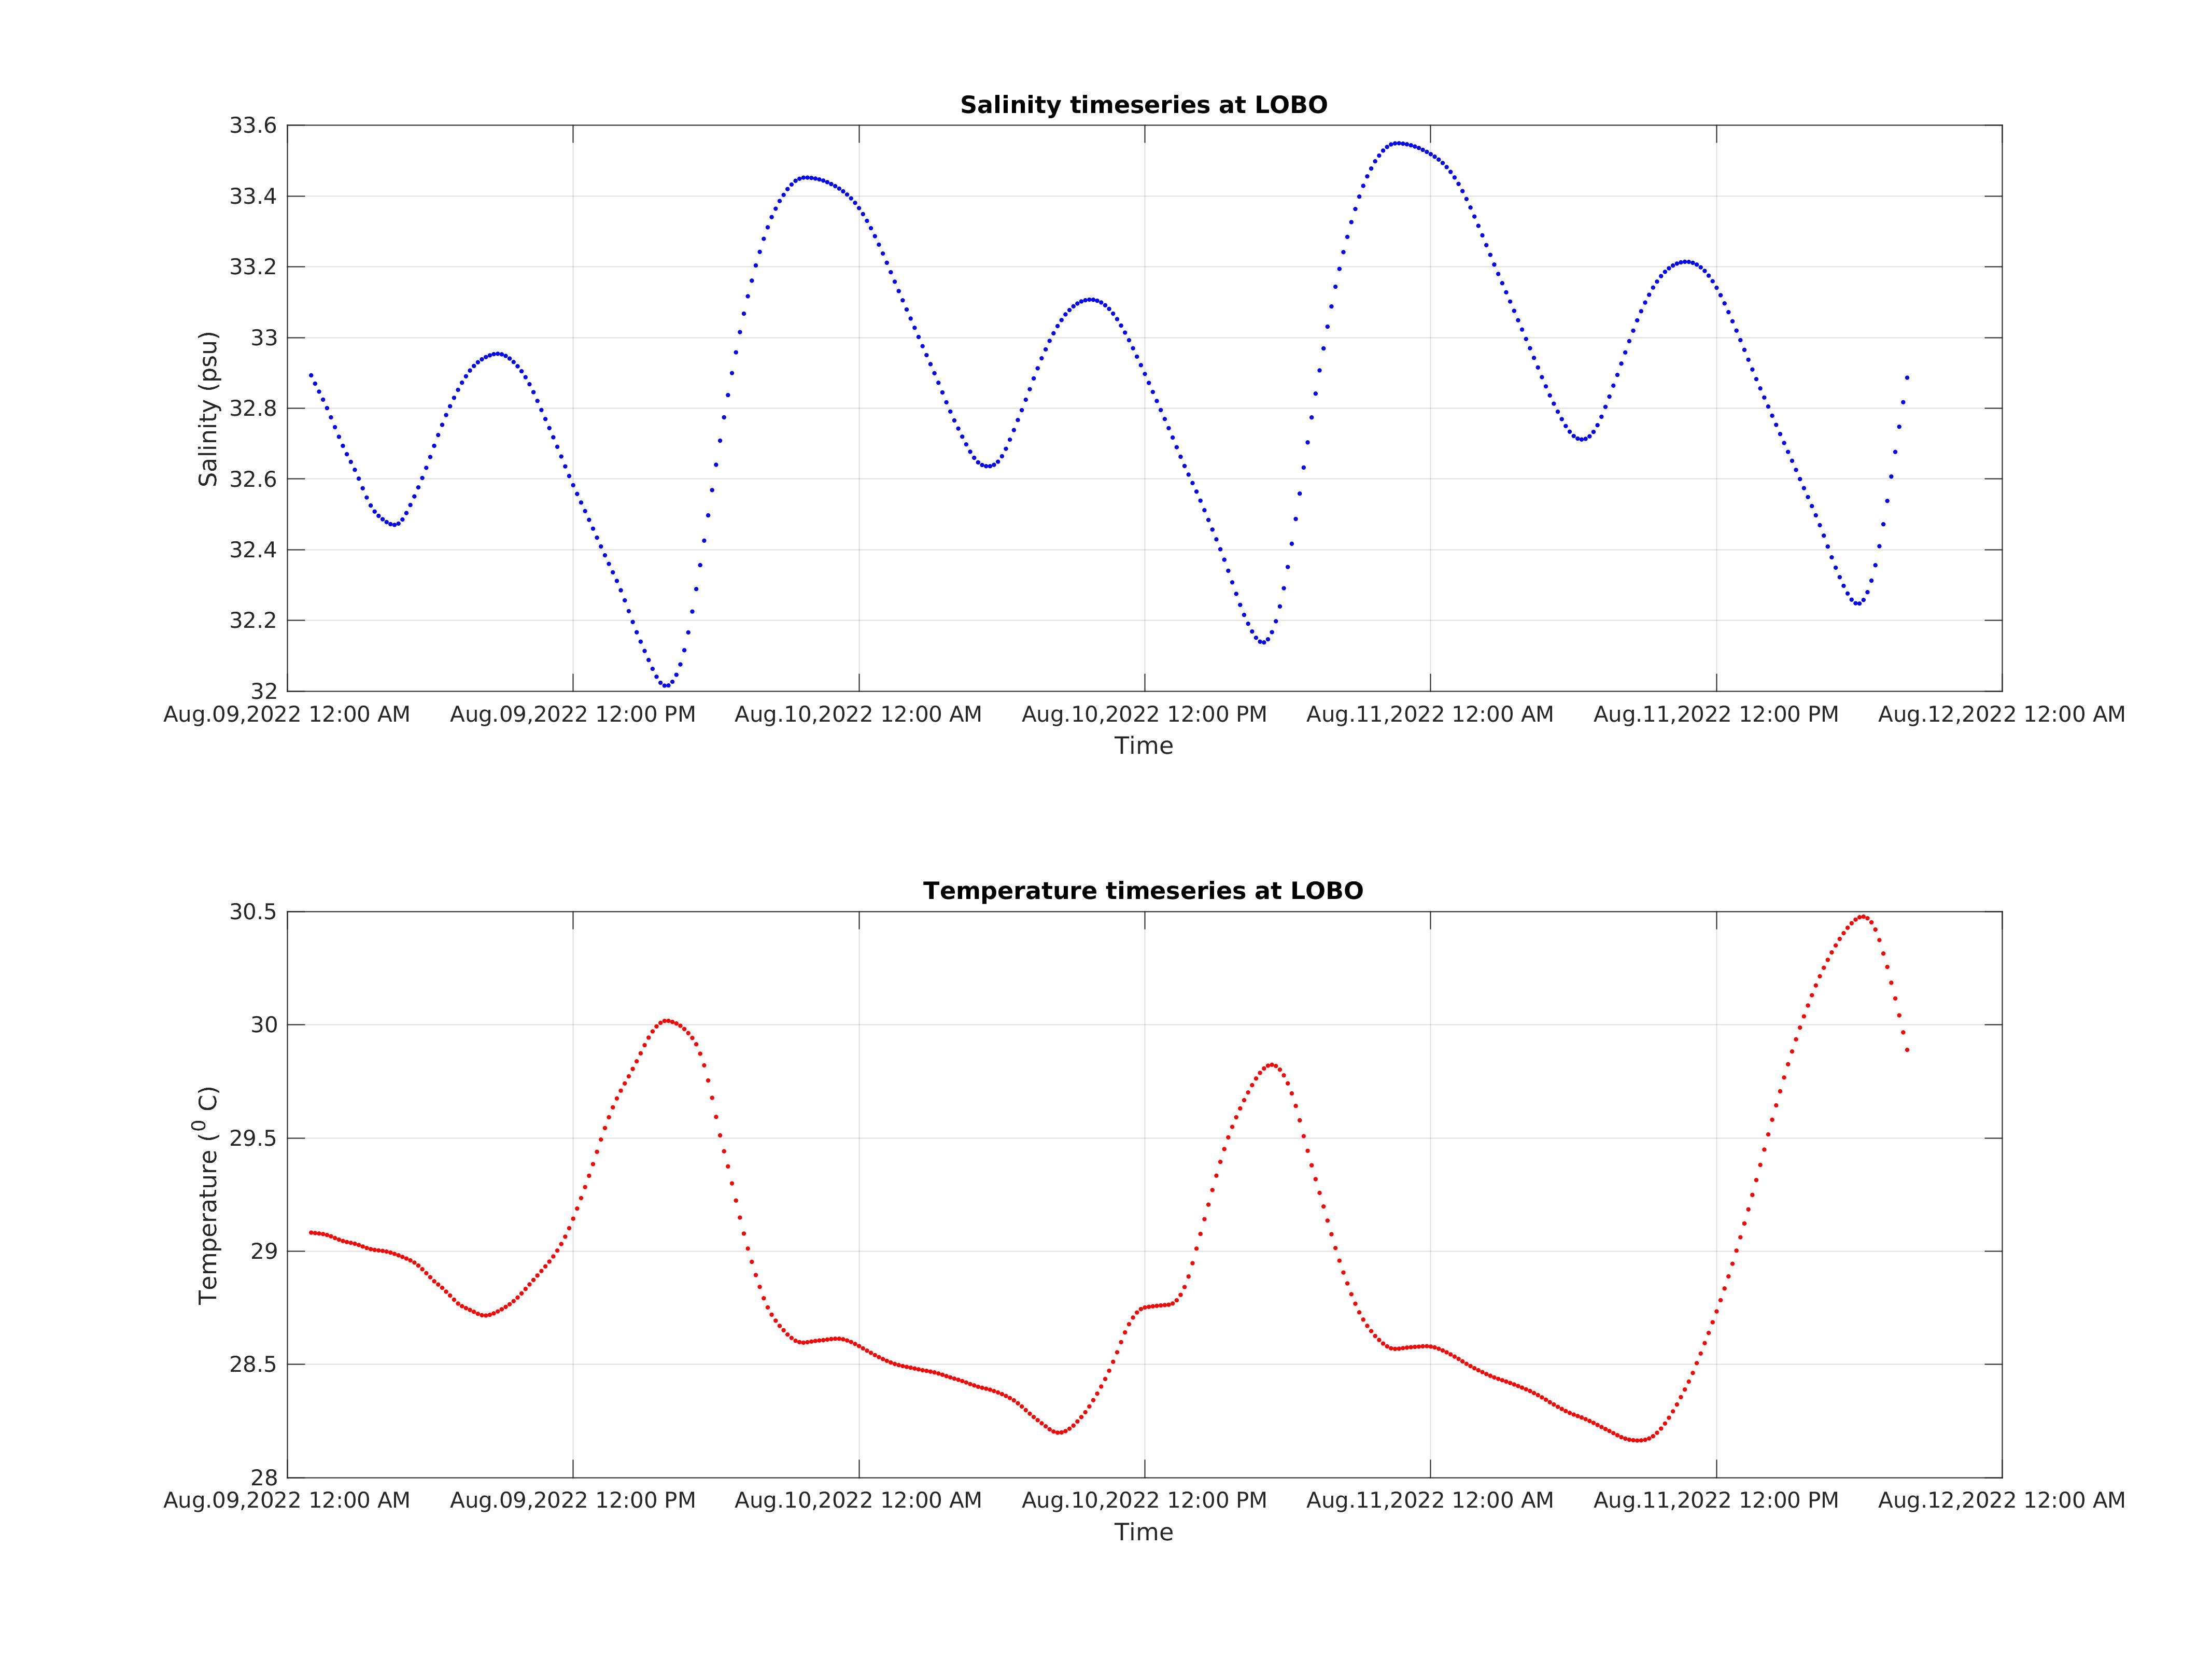 Salinity timeseries at LOBO
33.6
33.4
33.2
33
32.8
32.6
32.4
32.2
32
Salinity (psu)
Aug.09,2022 12:00 AM Aug.09,2022 12:00 PM Aug.10,2022 12:00 AM Aug.10,2022 12:00 PM Aug.11,2022 12:00 AM Aug.11,2022 12:00 PM Aug.12,2022 12:00 AM
Time
Temperature timeseries at LOBO
30.5
30
29.5
29
28.5
28
Temperature (⁰ C)
Aug.09,2022 12:00 AM Aug.09,2022 12:00 PM Aug.10,2022 12:00 AM Aug.10,2022 12:00 PM Aug.11,2022 12:00 AM Aug.11,2022 12:00 PM Aug.12,2022 12:00 AM
Time